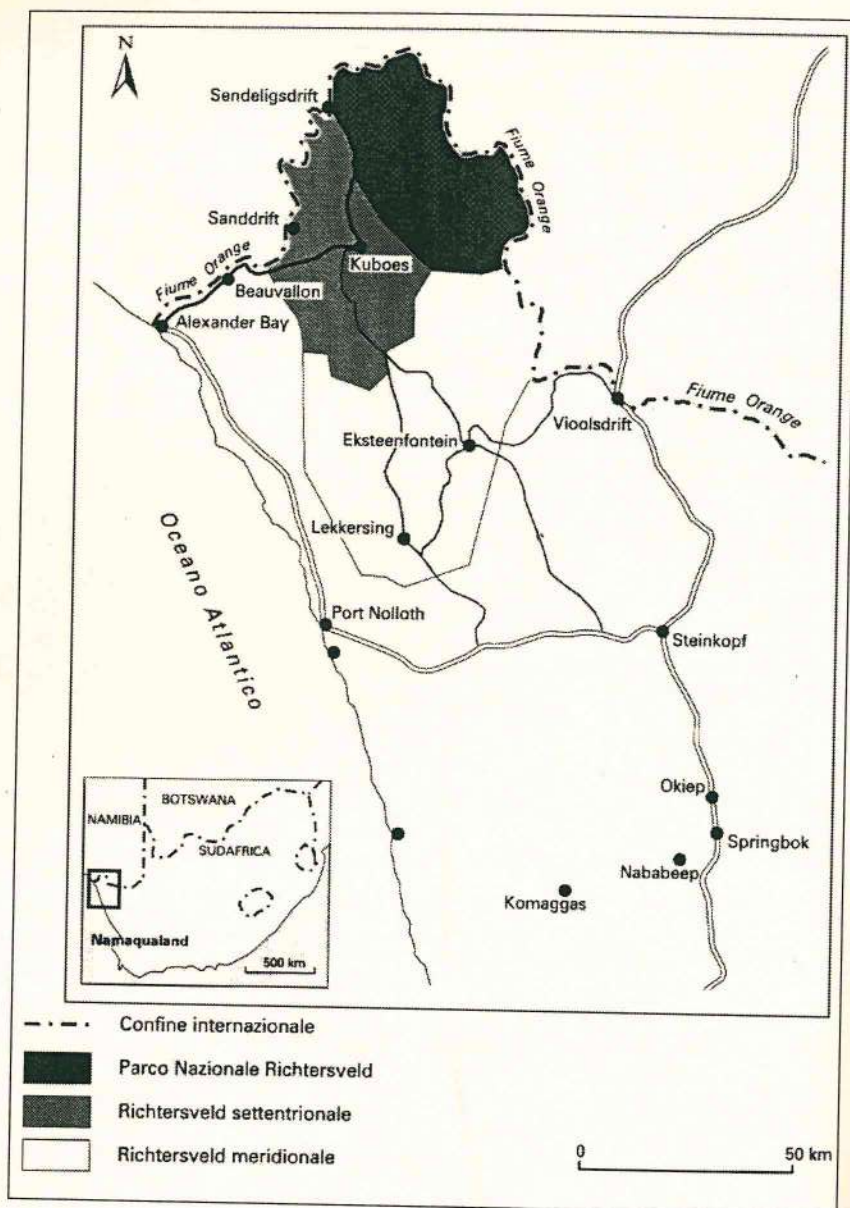 N
Sendeligsdrift
Fiume Orange
Sanddrift
Kuboes
Fiume Orange
Beauvallon
Alexander Bay
Fiume Orange
Vioolsdrift
Eksteenfontein
Lekkersing
Oceano Atlantico
Port Nolloth
Steinkopf
Okiep
Springbok
Nababeep
Komaggas
BOTSWANA
NAMIBIA
SUDAFRICA
Namaqualand
500 km
Confine internazionale
Parco Nazionale Richtersveld
Richtersveld settentrionale
Richtersveld meridionale
0 50 km